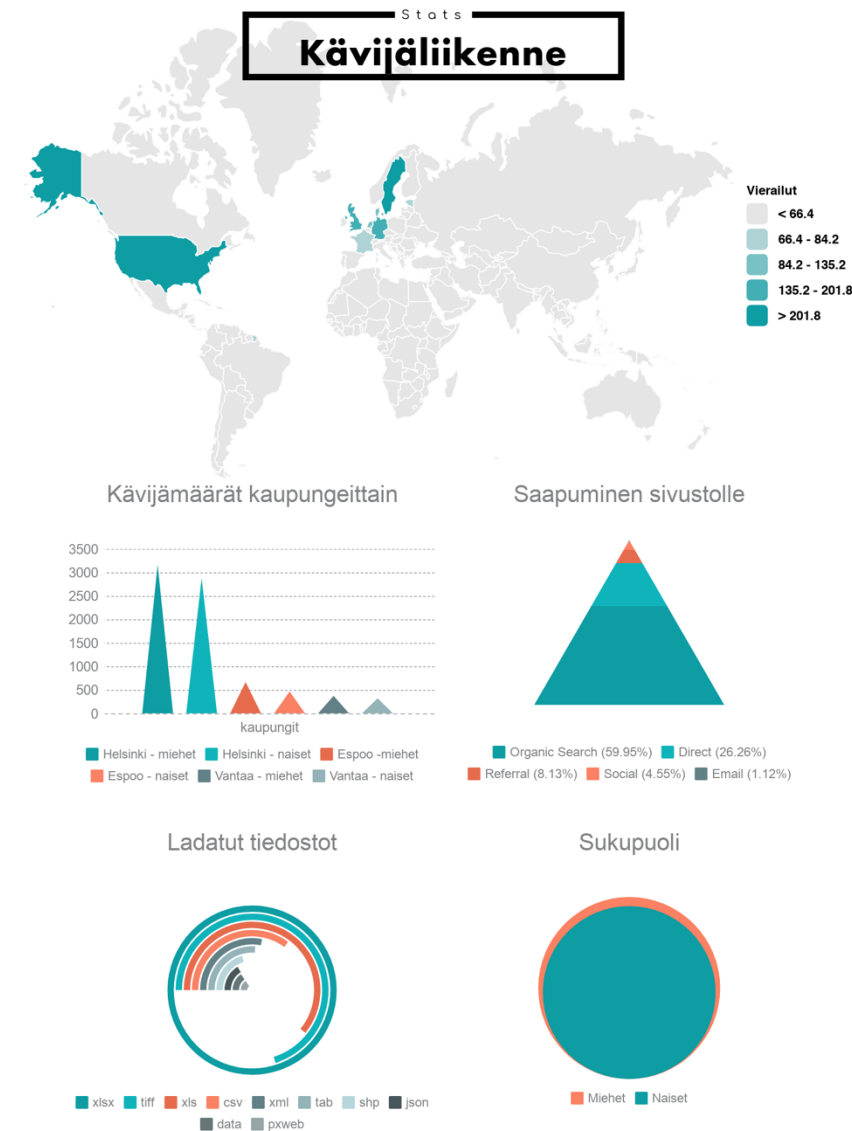 Stats
Kävijäliikenne
Vierailut
< 66.4
66.4 - 84.2
84.2 - 135.2
135.2 - 201.8
> 201.8
Kävijämäärät kaupungeittain
3500
3000
2500
2000
1500
1000
500
0
kaupungit
Helsinki - miehet Helsinki - naiset Espoo -miehet
Espoo - naiset Vantaa - miehet Vantaa - naiset
Saapuminen sivustolle
Organic Search (59.95%) Direct (26.26%)
Referral (8.13%) Social (4.55%) Email (1.12%)
Ladatut tiedostot
xlsx tiff xls csv xml tab shp json
data pxweb
Sukupuoli
Miehet Naiset